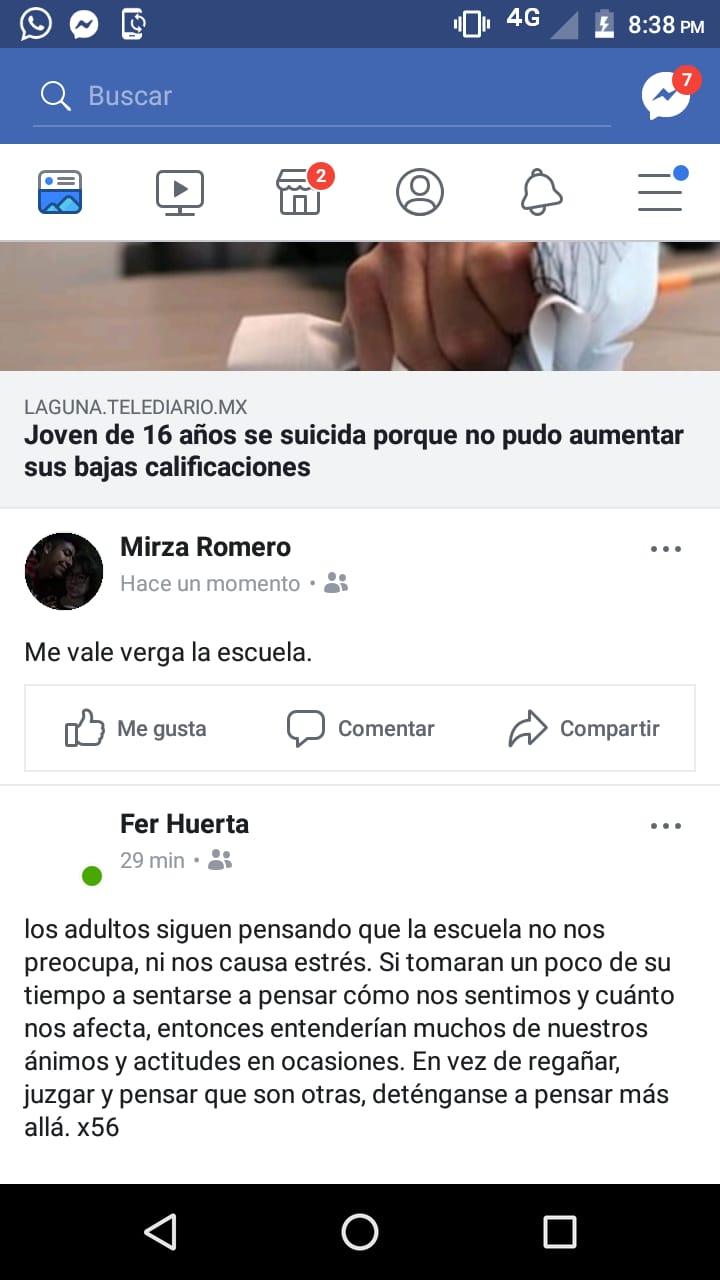 4G 8:38 PM
Buscar
7
2
LAGUNA.TELEDIARIO.MX
Joven de 16 años se suicida porque no pudo aumentar
sus bajas calificaciones
Mirza Romero
Hace un momento •
Me vale verga la escuela.
Me gusta Comentar Compartir
Fer Huerta
29 min •
los adultos siguen pensando que la escuela no nos
preocupa, ni nos causa estrés. Si tomaran un poco de su
tiempo a sentarse a pensar cómo nos sentimos y cuánto
nos afecta, entonces entenderían muchos de nuestros
ánimos y actitudes en ocasiones. En vez de regañar,
juzgar y pensar que son otras, deténganse a pensar más
allá. x56